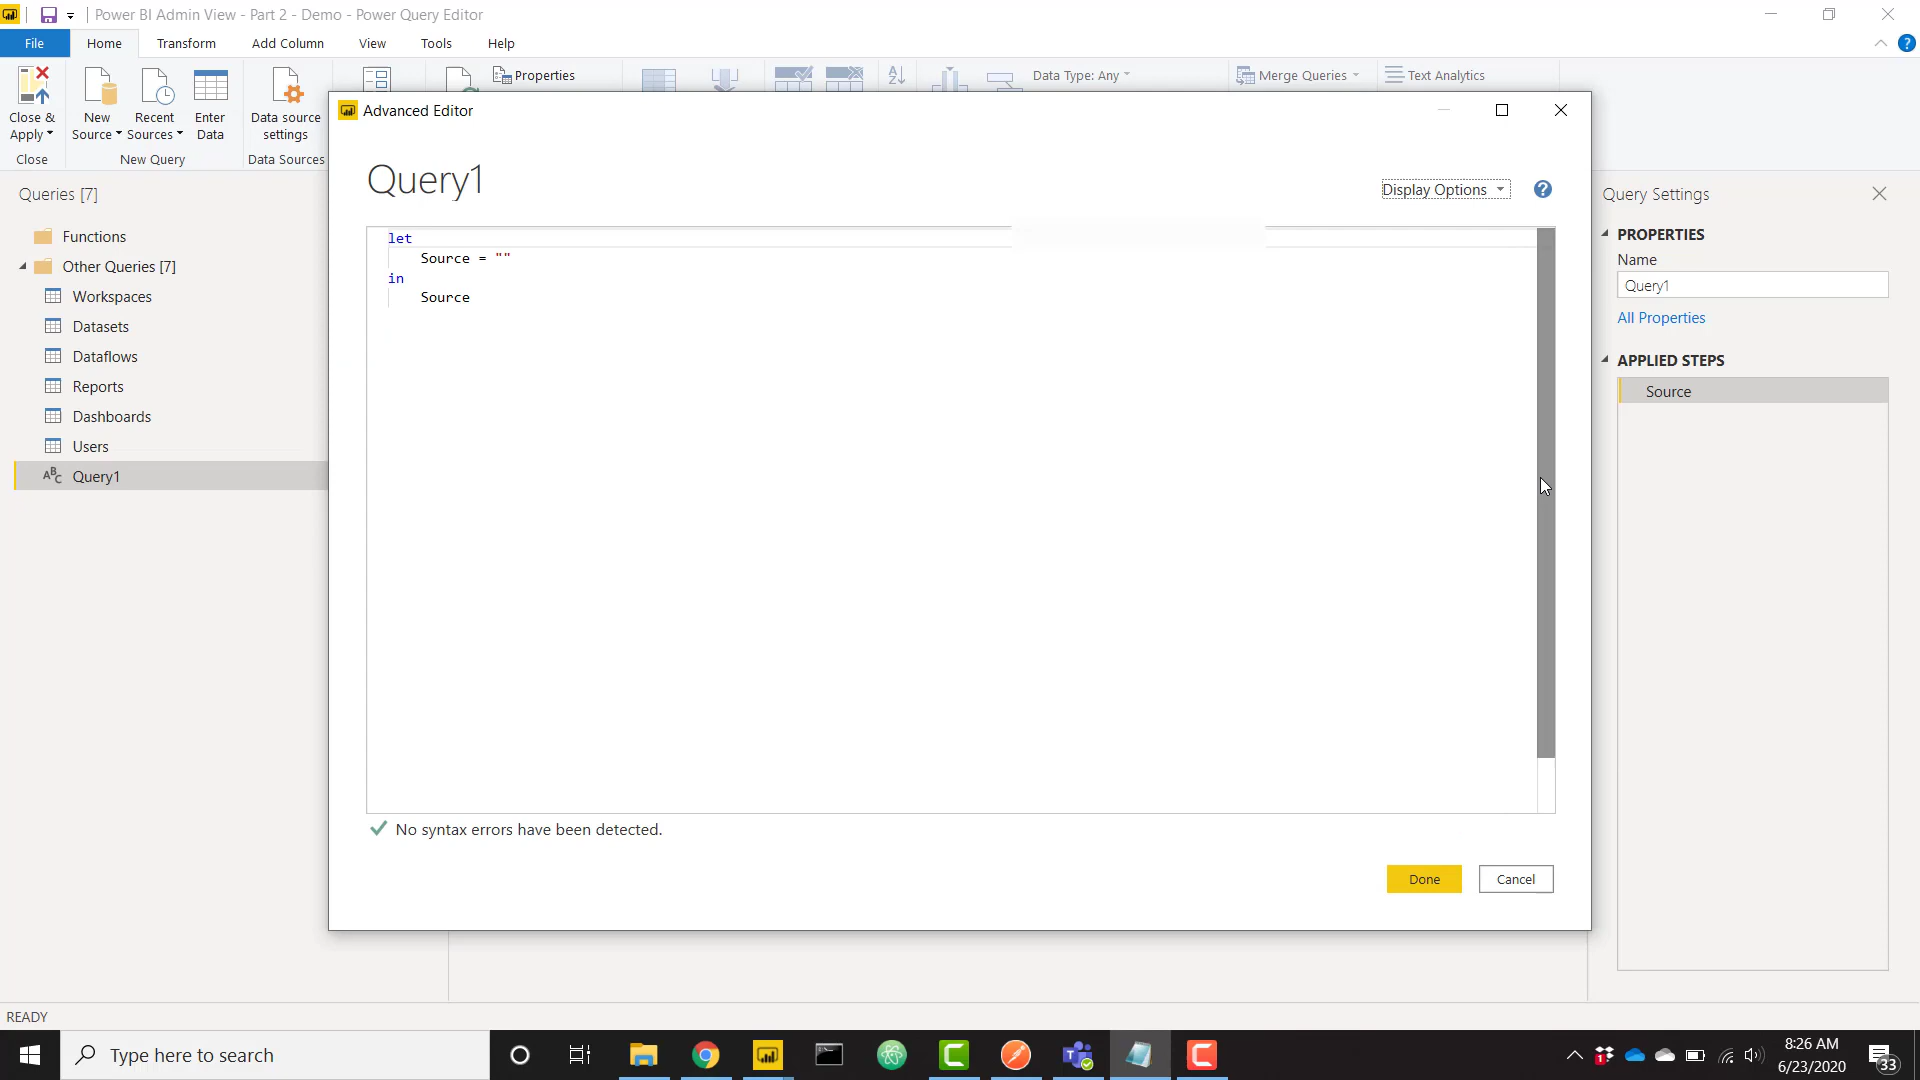 Power BI Admin View - Part 2 - Demo - Power Query Editor
File Home Transform Add Column View Tools Help
Close &
Apply
Close
New
Source
Recent
Sources
Enter
Data
New Query
Data source
settings
Data Sources
Properties
Data Type: Any
Merge Queries
Text Analytics
Queries [7]
Functions
Other Queries [7]
Workspaces
Datasets
Dataflows
Reports
Dashboards
Users
ABC Query1
Advanced Editor
Query1
Display Options
let
Source = ""
in
Source
No syntax errors have been detected.
Done
Cancel
Query Settings
PROPERTIES
Name
Query1
All Properties
APPLIED STEPS
Source
READY
Type here to search
8:26 AM
6/23/2020
33